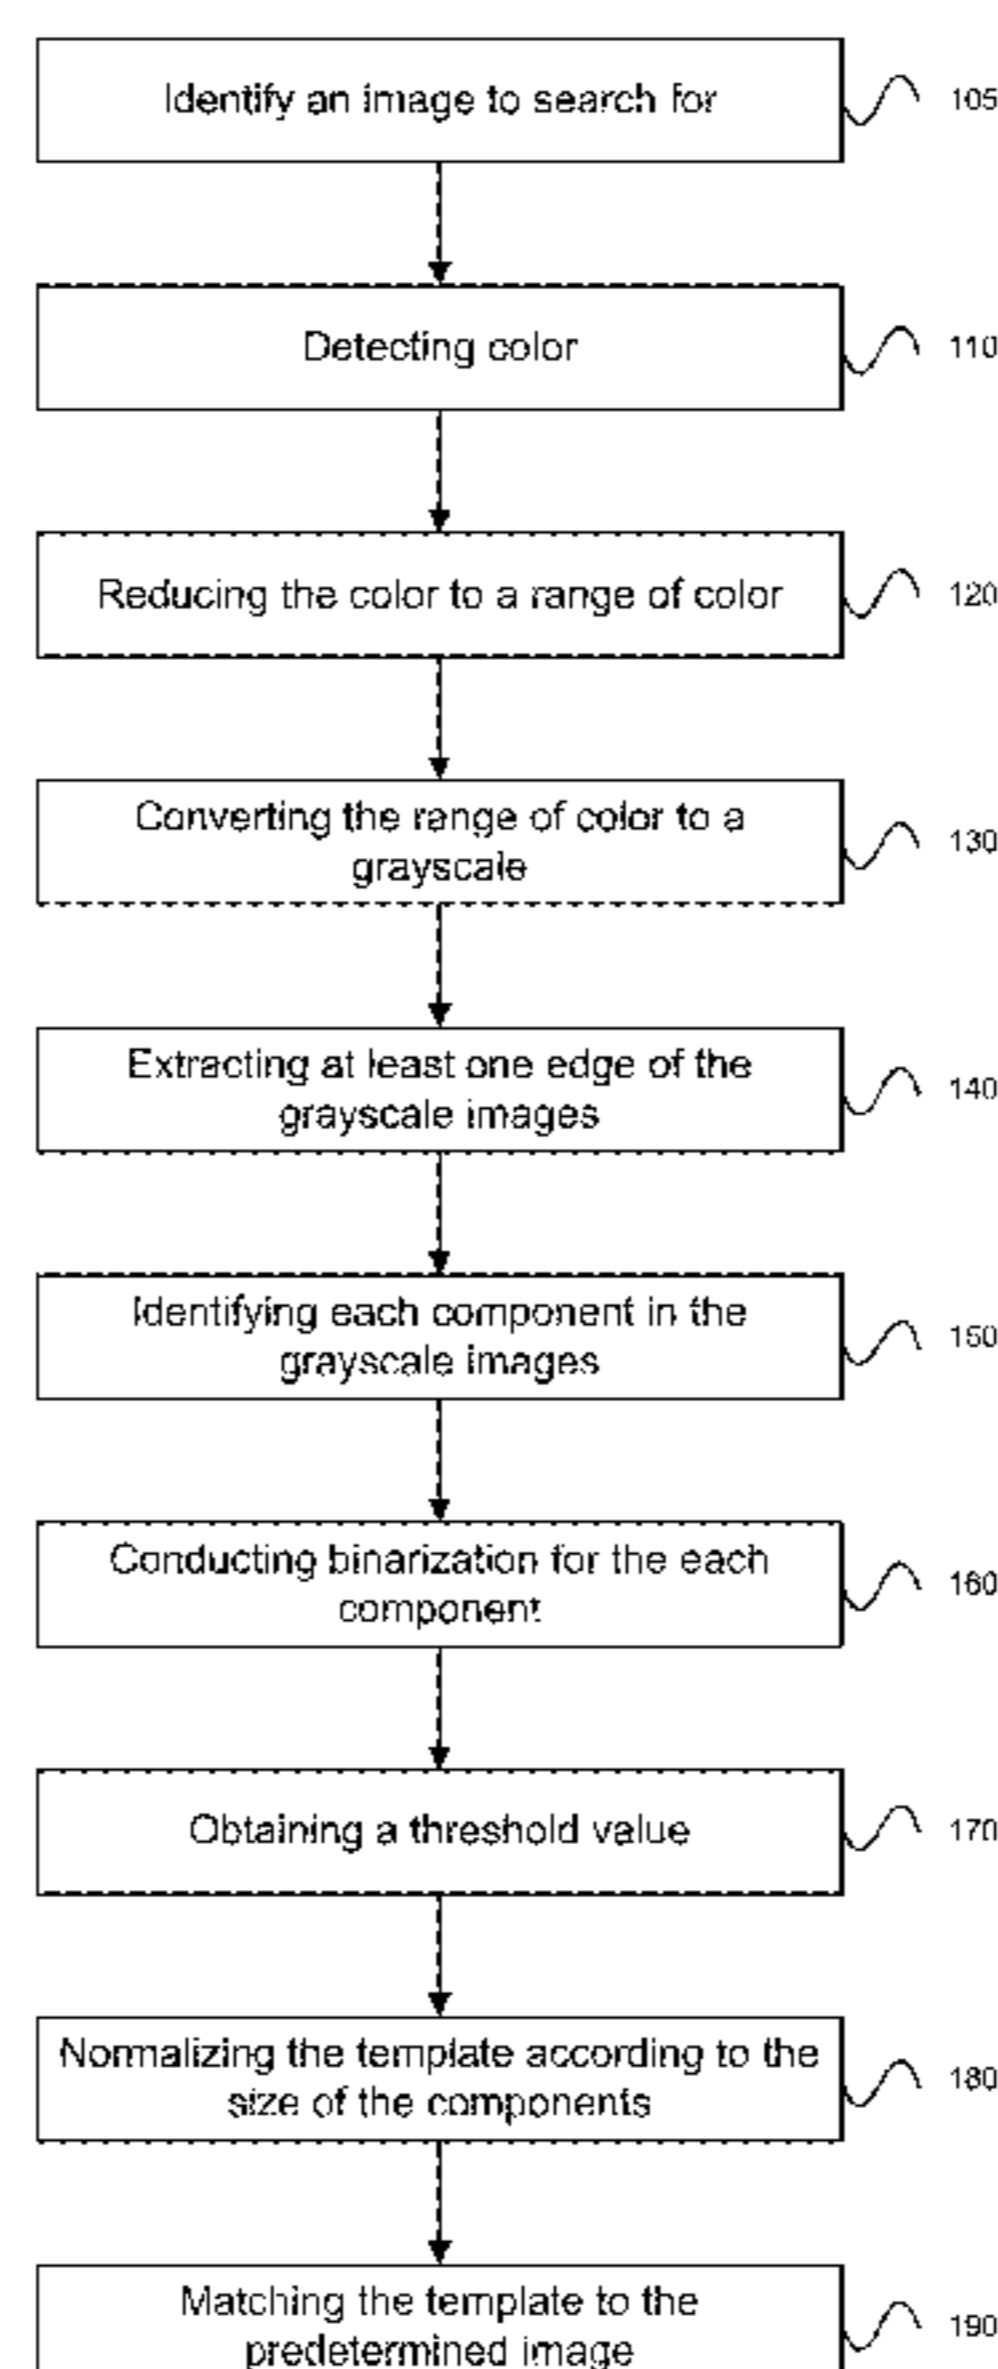 Identify an image to search for
105
Detecting color
110
Reducing the color to a range of color
120
Converting the range of color to a
grayscale
130
Extracting at least one edge of the
grayscale images
140
Identifying each component in the
grayscale images
150
Conducting binarization for the each
component
160
Obtaining a threshold value
170
Normalizing the template according to the
size of the components
180
Matching the template to the
predetermined image
190